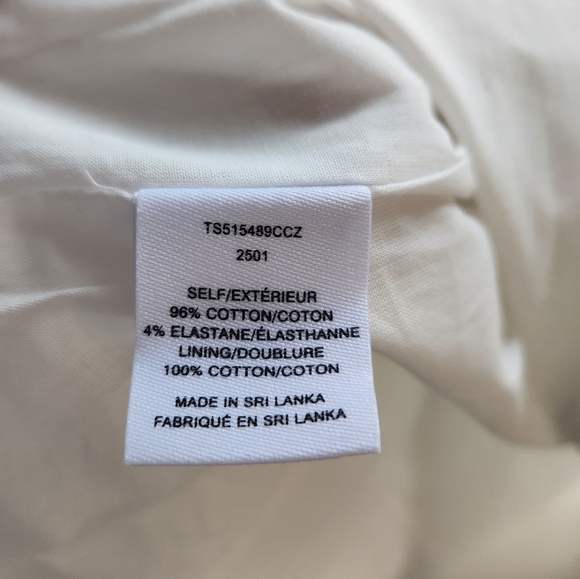 TS515489CCZ
2501
SELF/EXTÉRIEUR
96% COTTON/COTON
4% ELASTANE/ÉLASTHANNE
LINING/DOUBLURE
100% COTTON/COTON
MADE IN SRI LANKA
FABRIQUÉ EN SRI LANKA